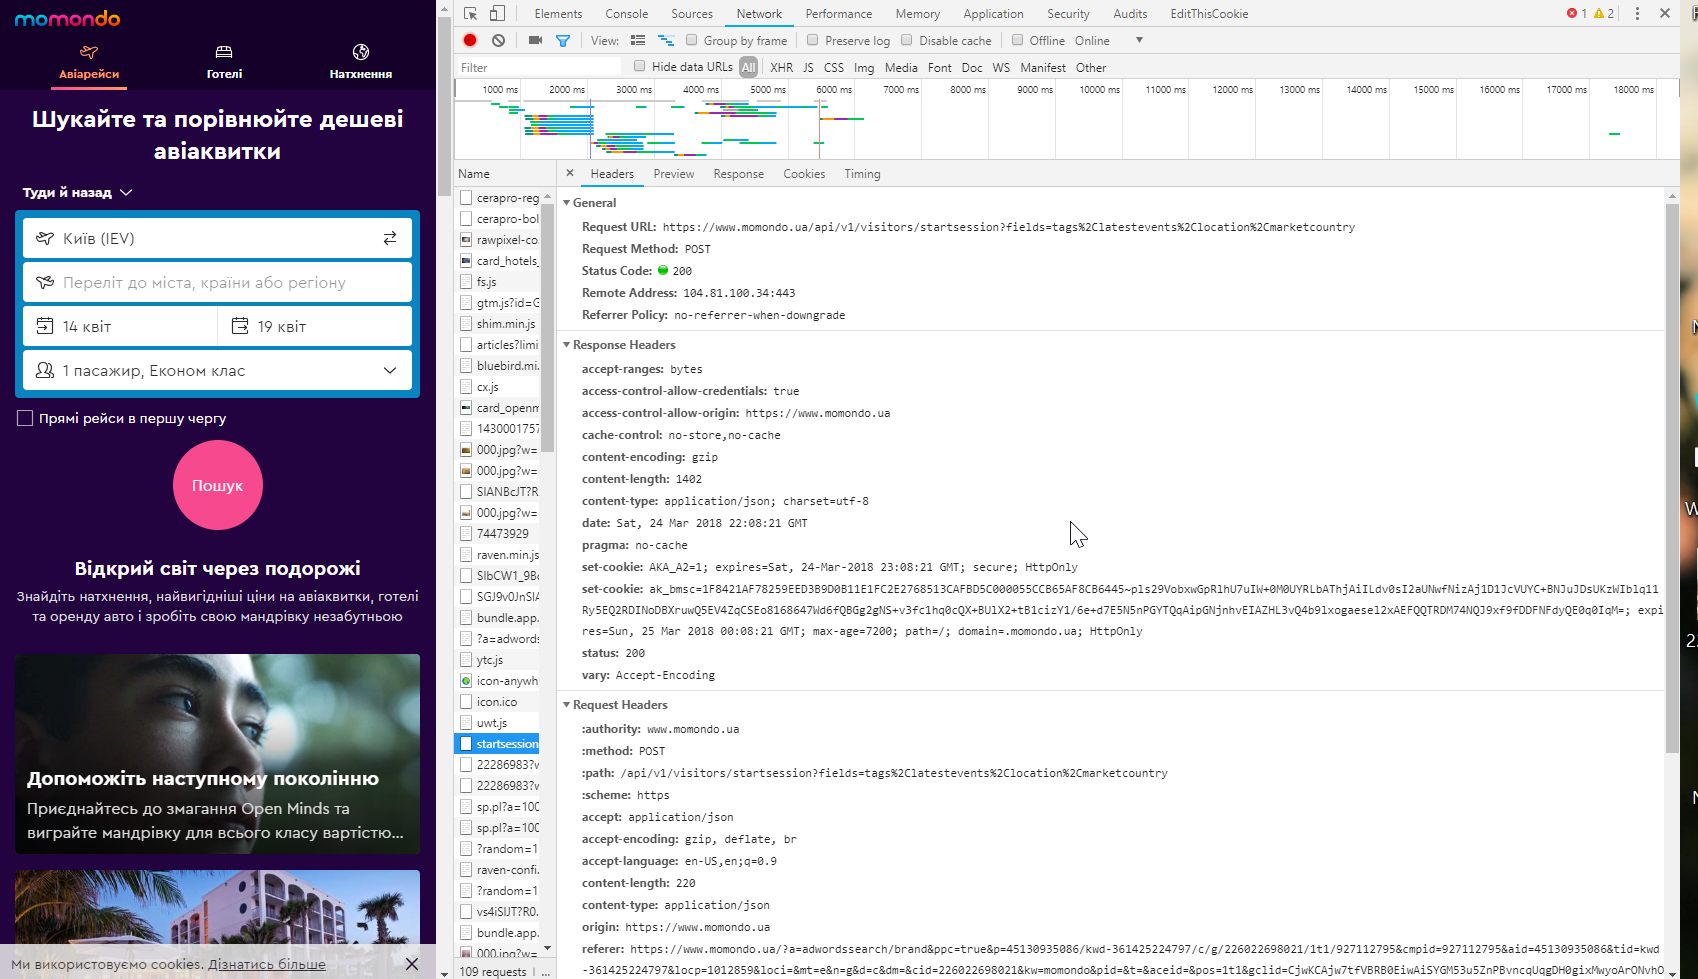 momondo
Авіарейси
Готелі
Натхнення
Шукайте та порівнюйте дешеві
авіаквитки
Туди й назад
Київ (IEV)
Переліт до міста, країни або регіону
14 квіт
19 квіт
1 пасажир, Економ клас
Прямі рейси в першу чергу
Пошук
Відкрий світ через подорожі
Знайдіть натхнення, найвигідніші ціни на авіаквитки, готелі
та оренду авто і зробіть свою мандрівку незабутньою
Допоможіть наступному поколінню
Приєднайтесь до змагання Open Minds та
виграйте мандрівку для всього класу вартістю...
Ми використовуємо cookies. Дізнатись більше
Elements Console Sources Network Performance Memory Application Security Audits EditThisCookie 1 2
View: Group by frame Preserve log Disable cache Offline Online
Filter Hide data URLs All XHR JS CSS Img Media Font Doc WS Manifest Other
1000 ms 2000 ms 3000 ms 4000 ms 5000 ms 6000 ms 7000 ms 8000 ms 9000 ms 10000 ms 11000 ms 12000 ms 13000 ms 14000 ms 15000 ms 16000 ms 17000 ms 18000 ms
Name
cerapro-reg
cerapro-bol
rawpixel-co
card_hotels_
fs.js
gtm.js?id=G
shim.min.js
articles?limi
bluebird.mi.
cx.js
card_openm
1430001757
000.jpg?w=
000.jpg?w=
SIANBcJT?R
000.jpg?w=
74473929
raven.min.js
SIbCW1_9B
SGJ9v0JnSIA
bundle.app.
?a=adwords
ytc.js
icon-anywh
icon.ico
uwt.js
startsession
22286983?v
22286983?v
sp.pl?a=100
sp.pl?a=100
?random=1
raven-confi.
?random=1
vs4iSIJT?R0.
bundle.app.
000.jpg?w=
109 requests | ...
Headers Preview Response Cookies Timing
General
Request URL: https://www.momondo.ua/api/v1/visitors/startsession?fields=tags%2Clatestevents%2Clocation%2Cmarketcountry
Request Method: POST
Status Code: 200
Remote Address: 104.81.100.34:443
Referrer Policy: no-referrer-when-downgrade
Response Headers
accept-ranges: bytes
access-control-allow-credentials: true
access-control-allow-origin: https://www.momondo.ua
cache-control: no-store,no-cache
content-encoding: gzip
content-length: 1402
content-type: application/json; charset=utf-8
date: Sat, 24 Mar 2018 22:08:21 GMT
pragma: no-cache
set-cookie: AKA_A2=1; expires=Sat, 24-Mar-2018 23:08:21 GMT; secure; HttpOnly
set-cookie: ak_bmsc=1F8421AF78259EED3B9D0B11E1FC2E2768513CAFBD5C000055CCB65AF8CB6445~pls29VobxwGpRlhU7uIW+0M0UYRLbAThjAiILdv0sI2aUNwfNizAj1D1JcVUYC+BNJuJDsUKzWIblq11
Ry5EQ2RDINoDBXruwQ5EV4ZqCSEo8168647Wd6fQBGg2gNS+v3fc1hq0cQX+BUlX2+tB1cizY1/6e+d7E5N5nPGYTQqAipGNjnhvEIAZHL3vQ4b9lxogaesel2xAEFQQTRDM74NQJ9xf9fDDFNFdyQE0q0IqM=; expi
res=Sun, 25 Mar 2018 00:08:21 GMT; max-age=7200; path=/; domain=.momondo.ua; HttpOnly
status: 200
vary: Accept-Encoding
Request Headers
:authority: www.momondo.ua
:method: POST
:path: /api/v1/visitors/startsession?fields=tags%2Clatestevents%2Clocation%2Cmarketcountry
:scheme: https
accept: application/json
accept-encoding: gzip, deflate, br
accept-language: en-US,en;q=0.9
content-length: 220
content-type: application/json
origin: https://www.momondo.ua
referer: https://www.momondo.ua/?a=adwordssearch/brand&ppc=true&p=45130935086/kwd-361425224797/c/g/226022698021/1t1/927112795&cmpid=927112795&aid=45130935086&tid=kwd
-361425224797&locp=1012859&loci=&mt=e&n=g&d=c&dm=&cid=226022698021&kw=momondo&pid=&t=&aceid=&pos=1t1&gclid=CjwKCAjw7tfVBRB0EiwAiSYGM53u5ZnPBvncqUqgDH0gixMwyoArONvhO